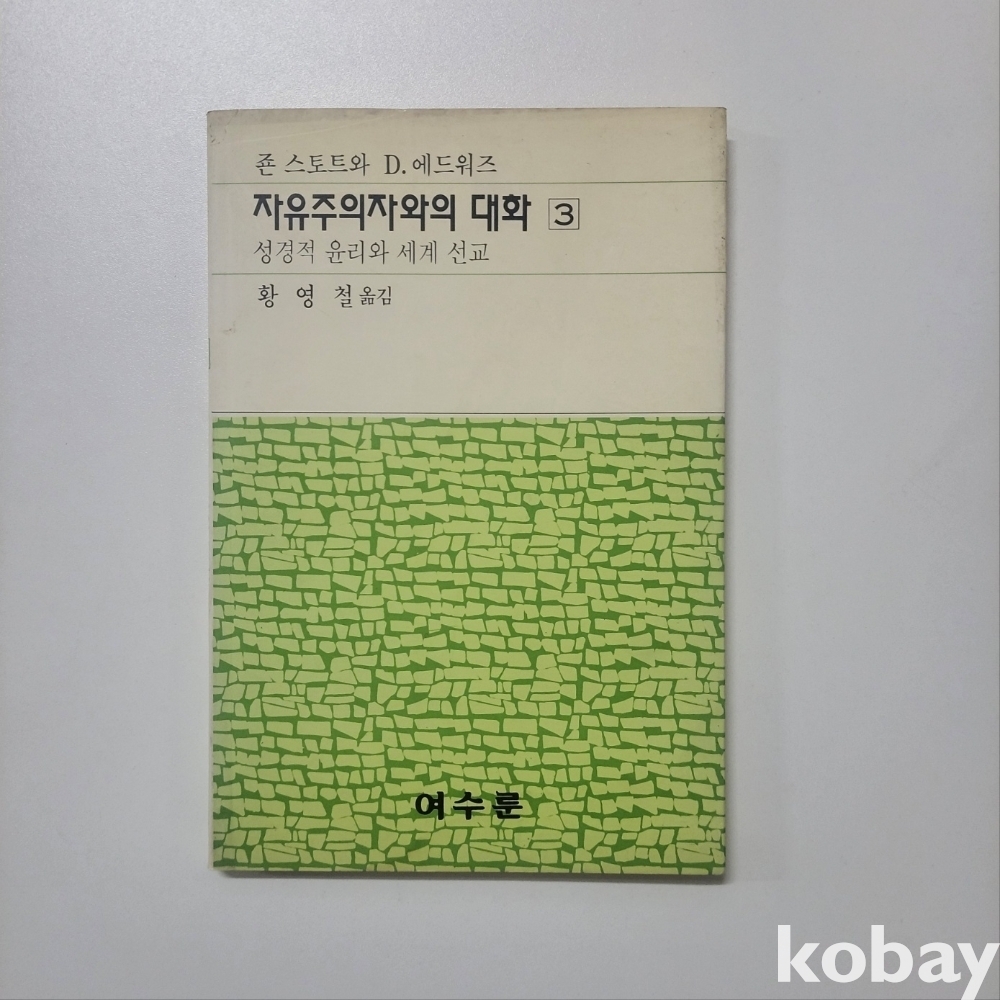 죤 스토트와 D. 에드워즈
자유주의자와의 대화 3
성경적 윤리와 세계 선교
황 영 철 옮김
여수룬
kobay